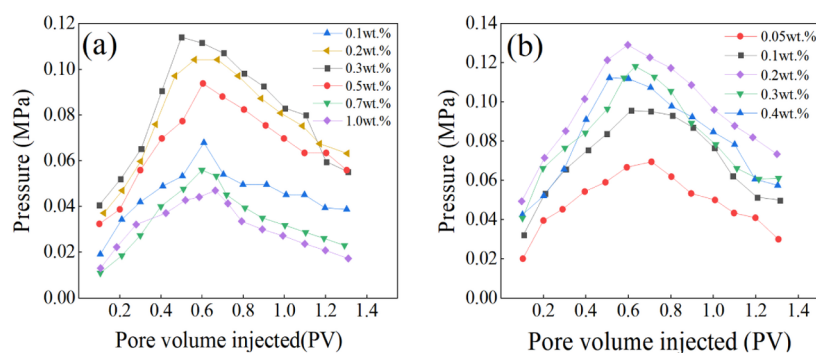 (a)
0.1wt.%
0.2wt.%
0.3wt.%
0.5wt.%
0.7wt.%
1.0wt.%
0.12
0.10
0.08
0.06
0.04
0.02
0.00
Pressure (MPa)
0.2 0.4 0.6 0.8 1.0 1.2 1.4
Pore volume injected(PV)
(b)
0.05wt.%
0.1wt.%
0.2wt.%
0.3wt.%
0.4wt.%
0.14
0.12
0.10
0.08
0.06
0.04
0.02
0.00
Pressure (MPa)
0.2 0.4 0.6 0.8 1.0 1.2 1.4
Pore volume injected (PV)